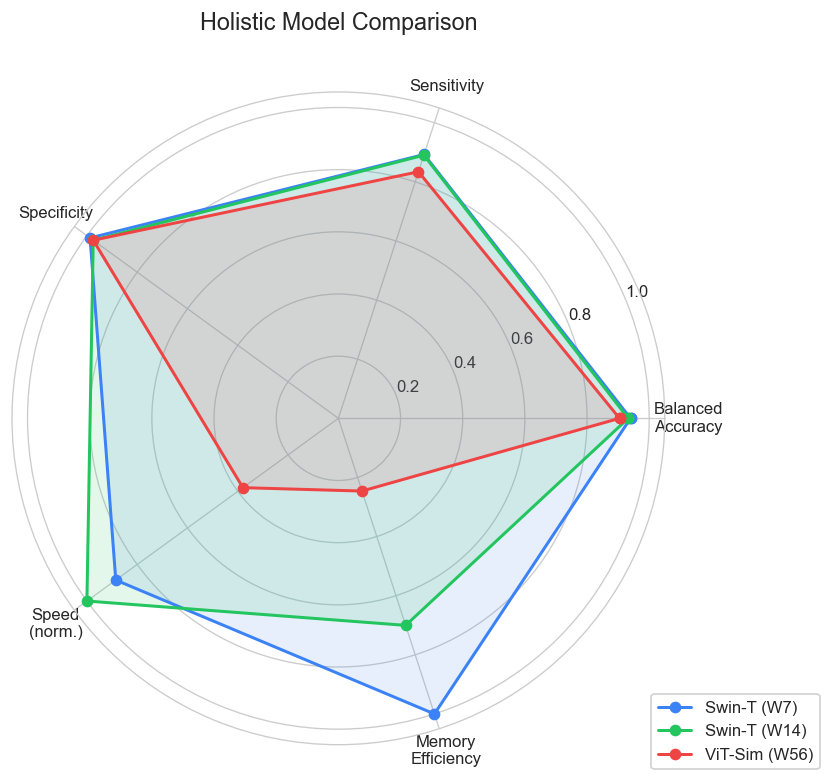 Holistic Model Comparison
Sensitivity
Specificity
1.0
0.8
0.6
0.4
0.2
Balanced
Accuracy
Speed
(norm.)
Memory
Efficiency
Swin-T (W7)
Swin-T (W14)
ViT-Sim (W56)